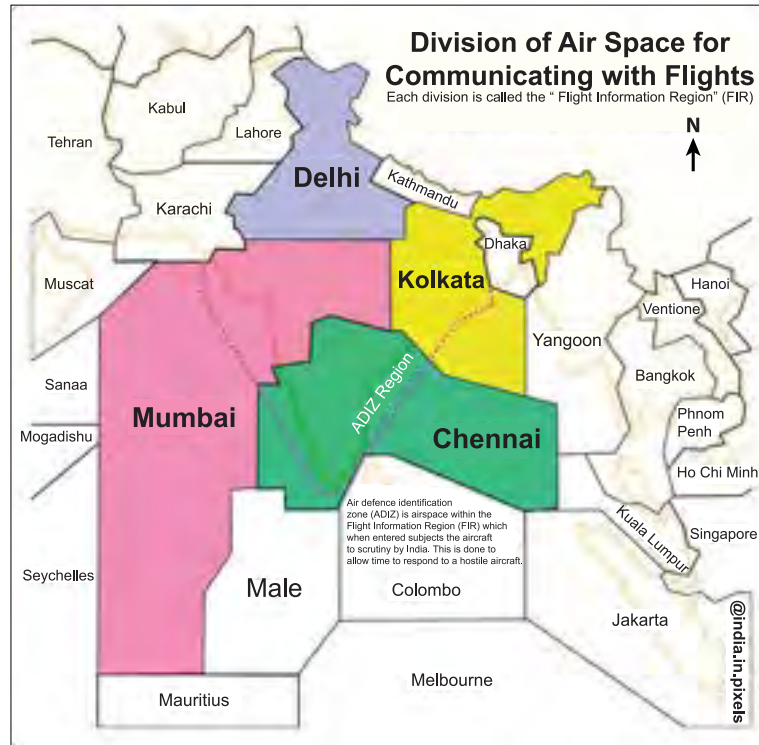 Division of Air Space for
Communicating with Flights
Each division is called the “ Flight Information Region” (FIR)
N
Kabul
Tehran
Lahore
Delhi
Kathmandu
Karachi
Dhaka
Muscat
Kolkata
Hanoi
Ventione
Yangoon
Sanaa
ADIZ Region
Bangkok
Mumbai
Mogadishu
Chennai
Phnom
Penh
Ho Chi Minh
Air defence identification
zone (ADIZ) is airspace within the
Flight Information Region (FIR) which
when entered subjects the aircraft
to scrutiny by India. This is done to
allow time to respond to a hostile aircraft.
Kuala Lumpur
Singapore
Seychelles
Male
Colombo
Jakarta
@india.in.pixels
Melbourne
Mauritius